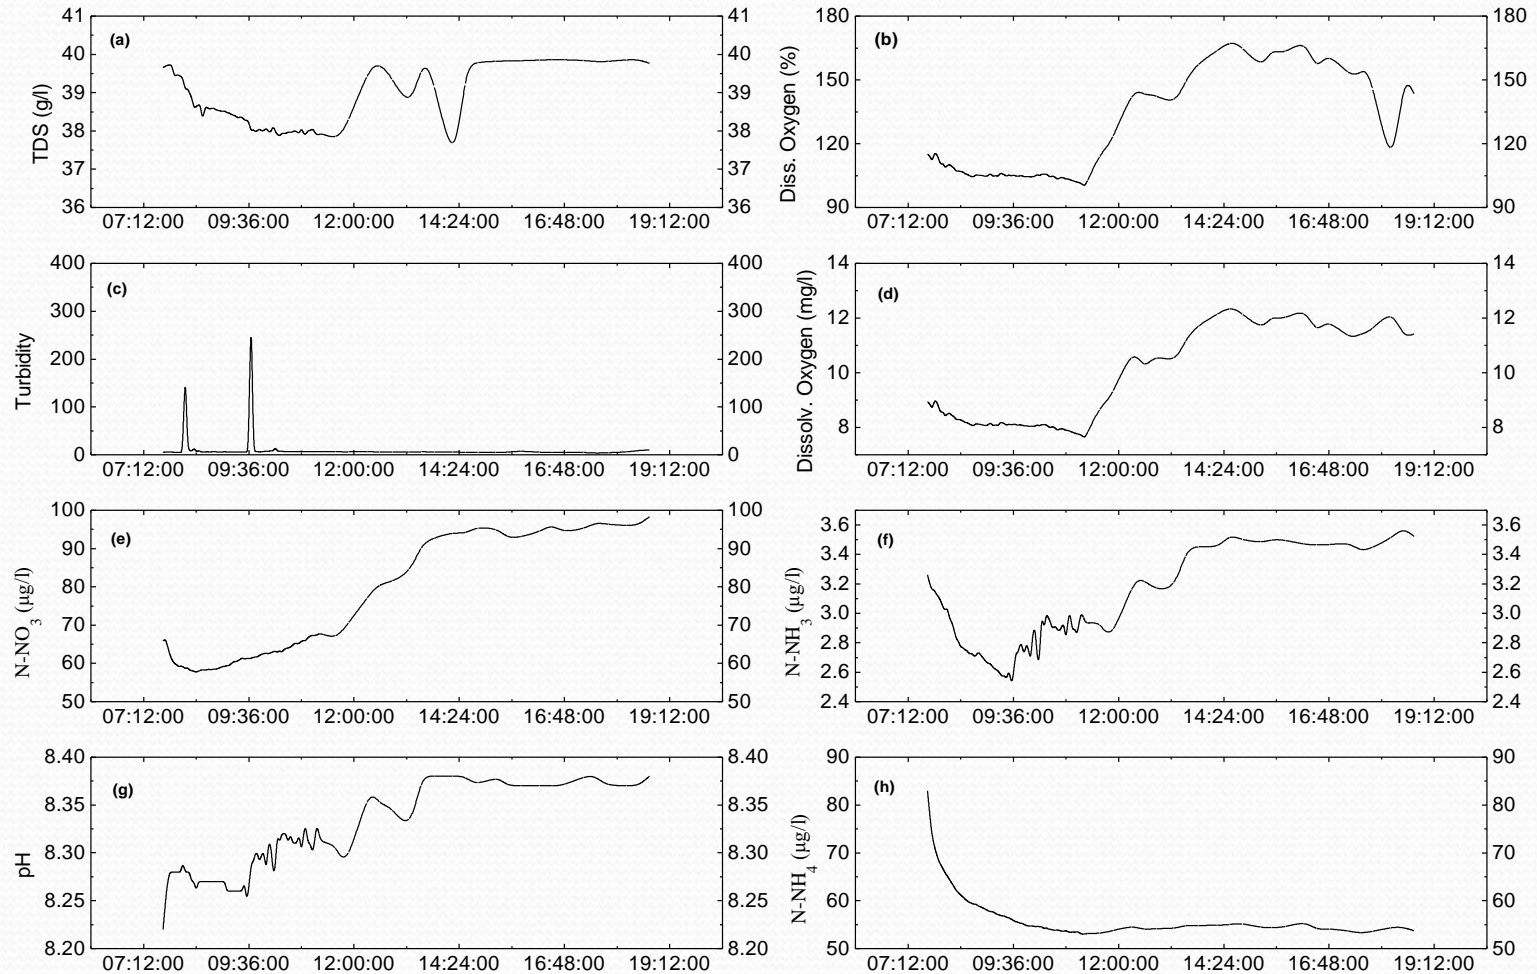 41 41 180 180
(a) (b)
40 40
39 39 150 150
TDS (g/l) Diss. Oxygen (%)
38 38 120 120
37 37
36 36 90 90
07:12:00 09:36:00 12:00:00 14:24:00 16:48:00 19:12:00 07:12:00 09:36:00 12:00:00 14:24:00 16:48:00 19:12:00
400 400 14 14
(c) (d)
300 300 12 12
Turbidity Dissolv. Oxygen (mg/l)
200 200 10 10
100 100 8 8
0 0
07:12:00 09:36:00 12:00:00 14:24:00 16:48:00 19:12:00 07:12:00 09:36:00 12:00:00 14:24:00 16:48:00 19:12:00
100 100 3.6 3.6
(e) (f)
90 90 3.4 3.4
80 80 3.2 3.2
N-NO3 (µg/l) N-NH3 (µg/l)
70 70 3.0 3.0
60 60 2.8 2.8
2.6 2.6
50 50 2.4 2.4
07:12:00 09:36:00 12:00:00 14:24:00 16:48:00 19:12:00 07:12:00 09:36:00 12:00:00 14:24:00 16:48:00 19:12:00
8.40 8.40 90 90
(g) (h)
8.35 8.35 80 80
pH N-NH4 (µg/l)
8.30 8.30 70 70
8.25 8.25 60 60
8.20 8.20 50 50
07:12:00 09:36:00 12:00:00 14:24:00 16:48:00 19:12:00 07:12:00 09:36:00 12:00:00 14:24:00 16:48:00 19:12:00